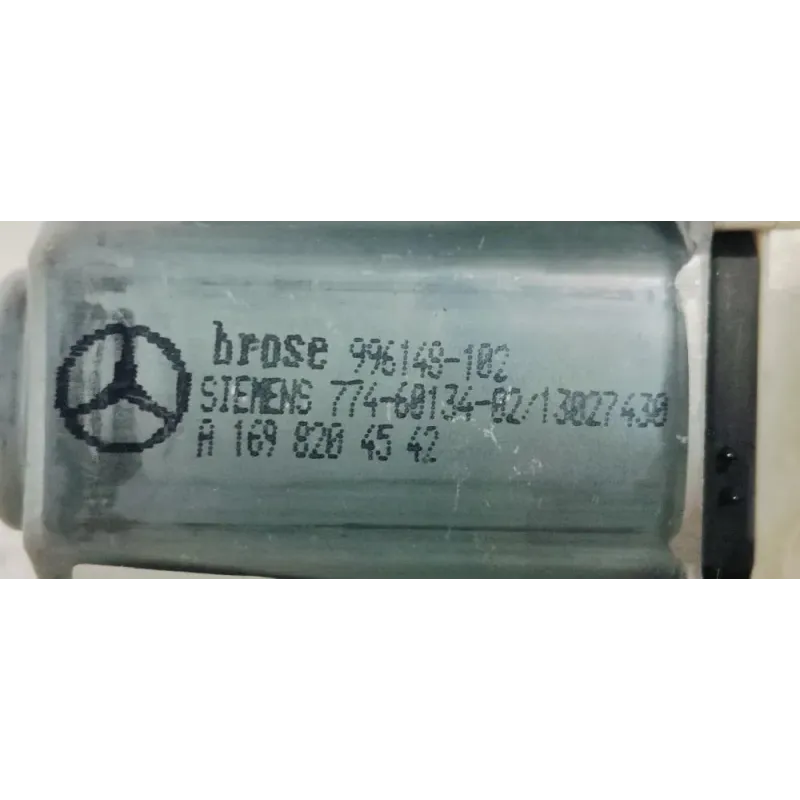 brose 996149-102
SIEMENS 774-60134-02/13027430
A 169 820 45 42